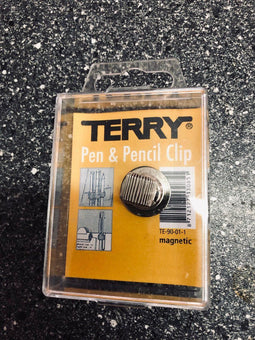 TERRY®
Pen & Pencil Clip
TE-90-01-1
magnetic